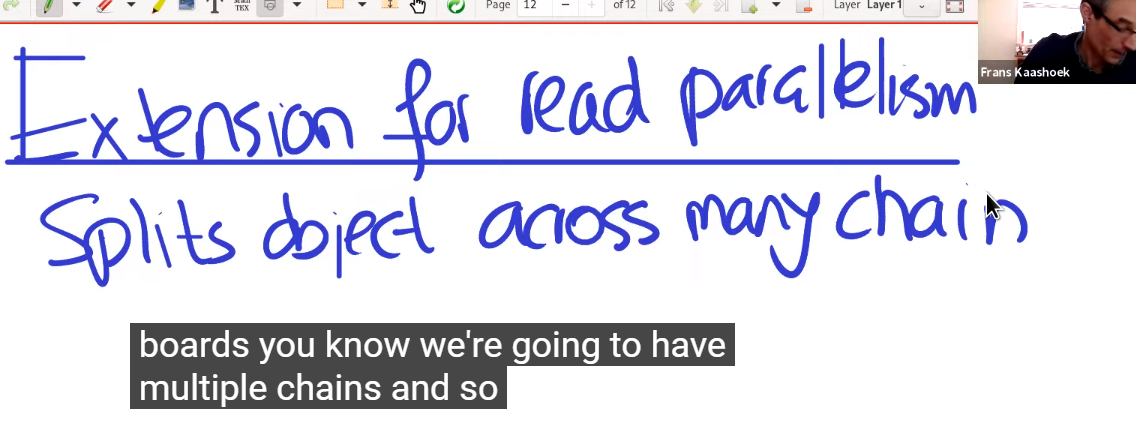 Page 12 of 12 Layer Layer 1
Frans Kaashoek
Extension for read parallelism
Splits object across many chain
boards you know we're going to have
multiple chains and so